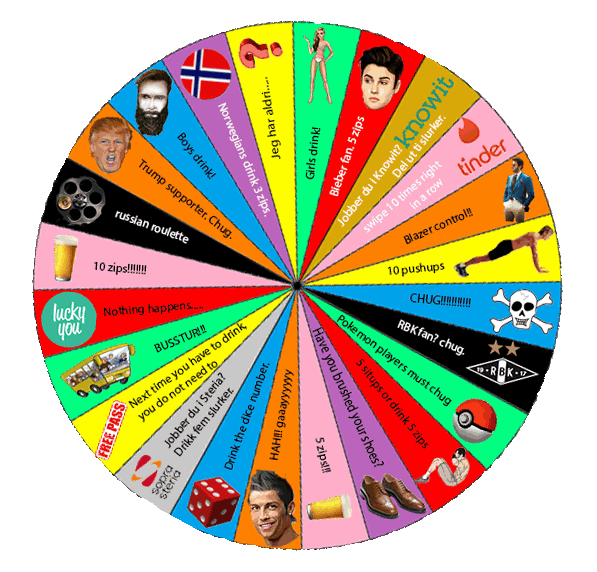 Jeg har aldri.....
Girls drink!
Bieber fan. 5 zips
Jobber du i Knowit?
Del ut ti slurker.
knowit
swipe 10 times right
in a row
tinder
Blazer control!!
10 pushups
CHUG!!!!!!!!!!!
RBK fan? chug.
19 RBK 17
Pokemon players must chug
5 situps or drink 5 zips
Have you brushed your shoes?
5 zips!!!
HAH!!! gaaayyyyyy
Drink the dice number.
Jobber du i Steria?
Drikk fem slurker.
sopra
steria
Next time you have to drink,
you do not need to
FREE PASS
BUSSTUR!!!
Nothing happens.....
lucky
you
10 zips!!!!!!!
russian roulette
Trump supporter. Chug.
Boys drink!
Norwegians drink 3 zips.